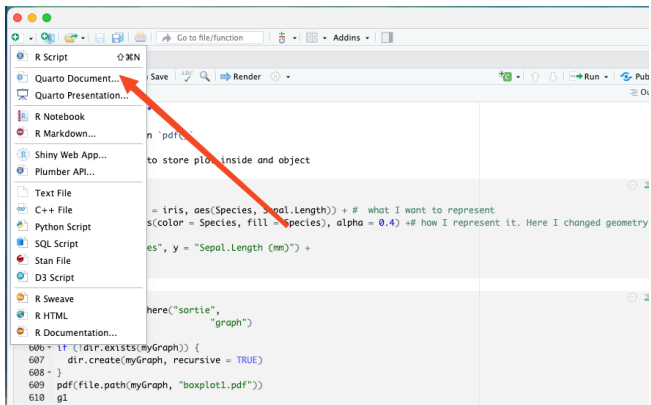 Go to file/function
Addins
R Script ⇧⌘N
Quarto Document...
Save ABC Render
Run
Pub
Quarto Presentation...
Ou
R Notebook
R Markdown...
n `pdf()`
Shiny Web App...
to store plot inside and object
Plumber API...
Text File
C++ File
= iris, aes(Species, Sepal.Length)) + # what I want to represent
Python Script
s(color = Species, fill = Species), alpha = 0.4) +# how I represent it. Here I changed geometry
SQL Script
es", y = "Sepal.Length (mm)") +
Stan File
D3 Script
R Sweave
here("sortie",
R HTML
"graph")
R Documentation...
606 if (!dir.exists(myGraph)) {
607 dir.create(myGraph, recursive = TRUE)
608 }
609 pdf(file.path(myGraph, "boxplot1.pdf"))
610 g1